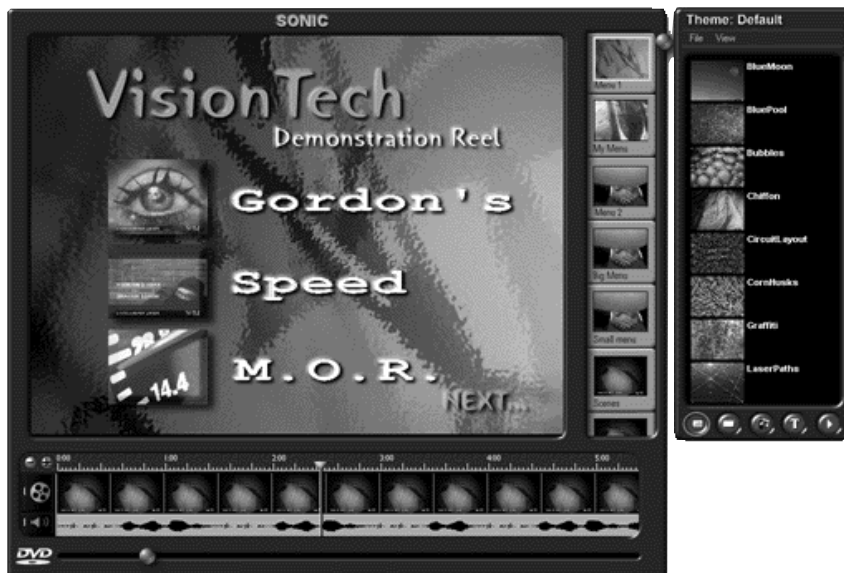 SONIC
VisionTech
Demonstration Reel
Gordon's
Speed
M.O.R.
NEXT...
14.4
Menu 1
My Menu
Menu 2
Big Menu
Small menu
Scenes
Theme: Default
File View
BlueMoon
BluePool
Bubbles
Chiffon
CircuitLayout
CornHusks
Graffiti
LaserPaths
T
0:00 1:00 2:00 3:00 4:00 5:00
DVD